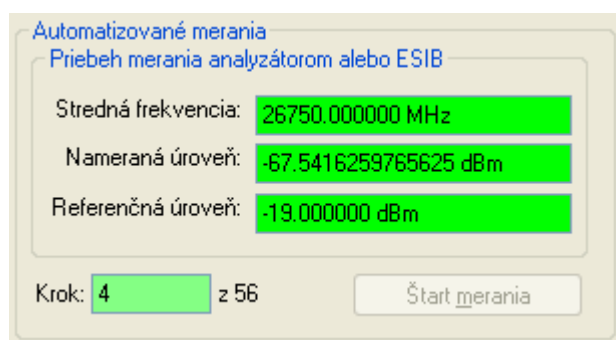 Automatizované merania
Priebeh merania analyzátorom alebo ESIB
Stredná frekvencia: 26750.000000 MHz
Nameraná úroveň: -67.5416259765625 dBm
Referenčná úroveň: -19.000000 dBm
Krok: 4 z 56 Štart merania